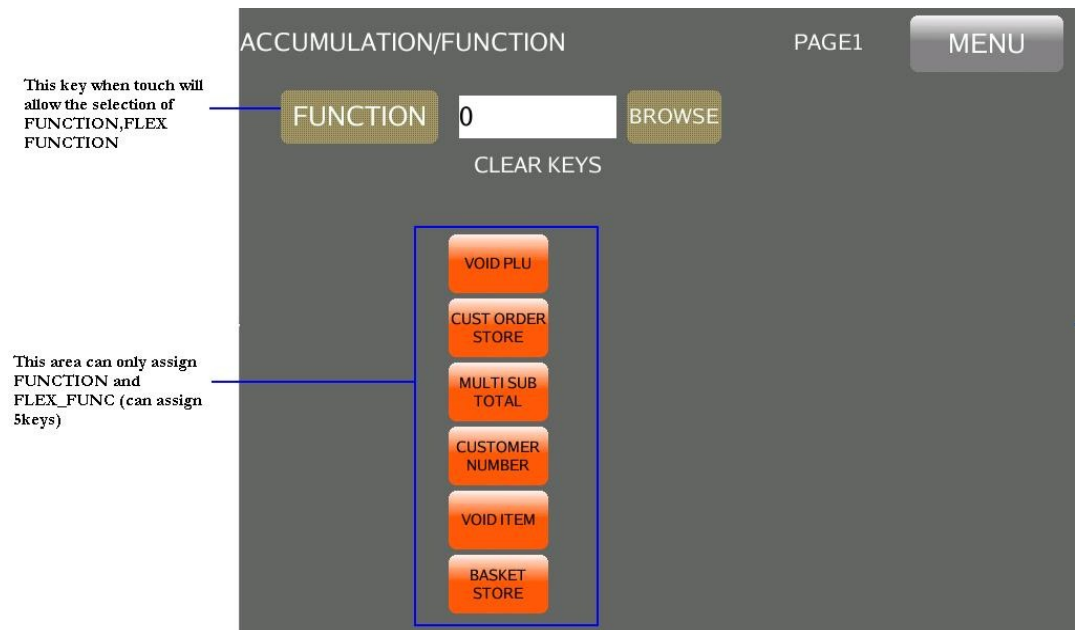 ACCUMULATION/FUNCTION PAGE1 MENU
This key when touch will
allow the selection of
FUNCTION,FLEX
FUNCTION
FUNCTION 0 BROWSE
CLEAR KEYS
VOID PLU
CUST ORDER
STORE
This area can only assign
FUNCTION and
FLEX_FUNC (can assign
5keys)
MULTI SUB
TOTAL
CUSTOMER
NUMBER
VOID ITEM
BASKET
STORE